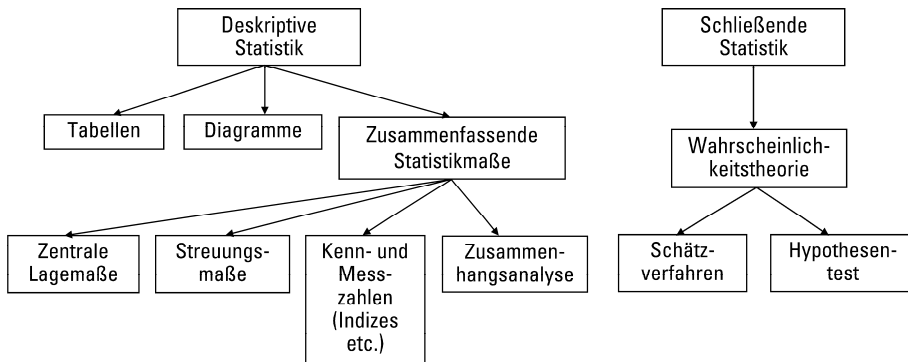 Deskriptive
Statistik
Schließende
Statistik
Tabellen
Diagramme
Zusammenfassende
Statistikmaße
Wahrscheinlich-
keitstheorie
Zentrale
Lagemaße
Streuungs-
maße
Kenn- und
Mess-
zahlen
(Indizes
etc.)
Zusammen-
hangsanalyse
Schätz-
verfahren
Hypothesen-
test